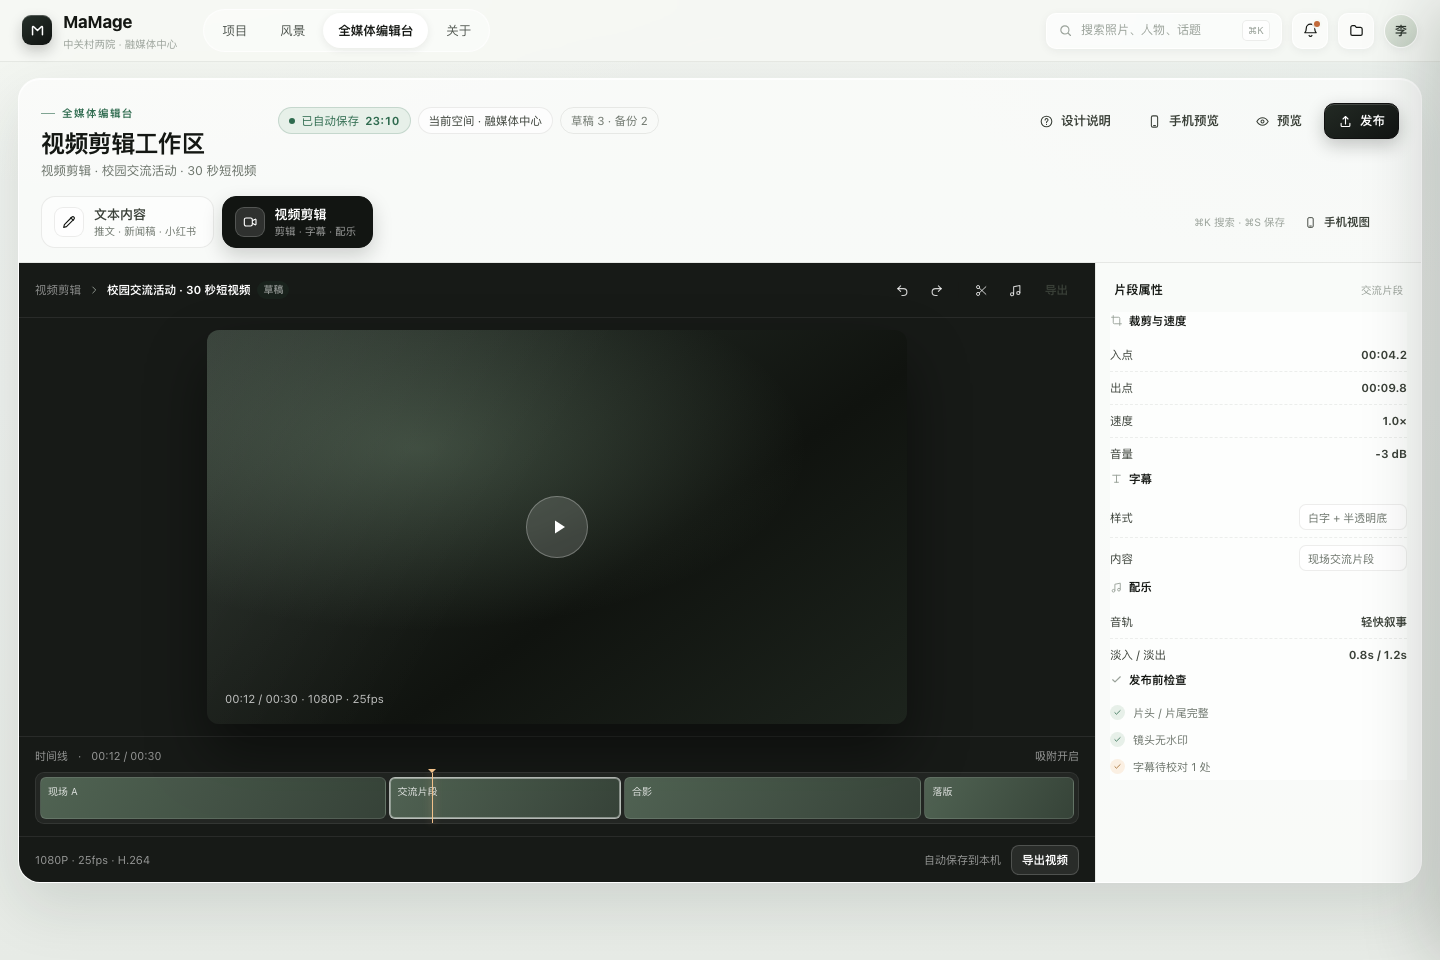 MaMage
中关村两院 · 融媒体中心
项目
风景
全媒体编辑台
关于
搜索照片、人物、话题
⌘K
李
全媒体编辑台
视频剪辑工作区
视频剪辑 · 校园交流活动 · 30 秒短视频
已自动保存 23:10
当前空间 · 融媒体中心
草稿 3 · 备份 2
设计说明
手机预览
预览
发布
文本内容
推文 · 新闻稿 · 小红书
视频剪辑
剪辑 · 字幕 · 配乐
⌘K 搜索 · ⌘S 保存
手机视图
视频剪辑 > 校园交流活动 · 30 秒短视频 草稿
导出
00:12 / 00:30 · 1080P · 25fps
时间线 · 00:12 / 00:30
吸附开启
现场 A
交流片段
合影
落版
1080P · 25fps · H.264
自动保存到本机
导出视频
片段属性
交流片段
裁剪与速度
入点 00:04.2
出点 00:09.8
速度 1.0×
音量 -3 dB
字幕
样式 白字 + 半透明底
内容 现场交流片段
配乐
音轨 轻快叙事
淡入 / 淡出 0.8s / 1.2s
发布前检查
片头 / 片尾完整
镜头无水印
字幕待校对 1 处